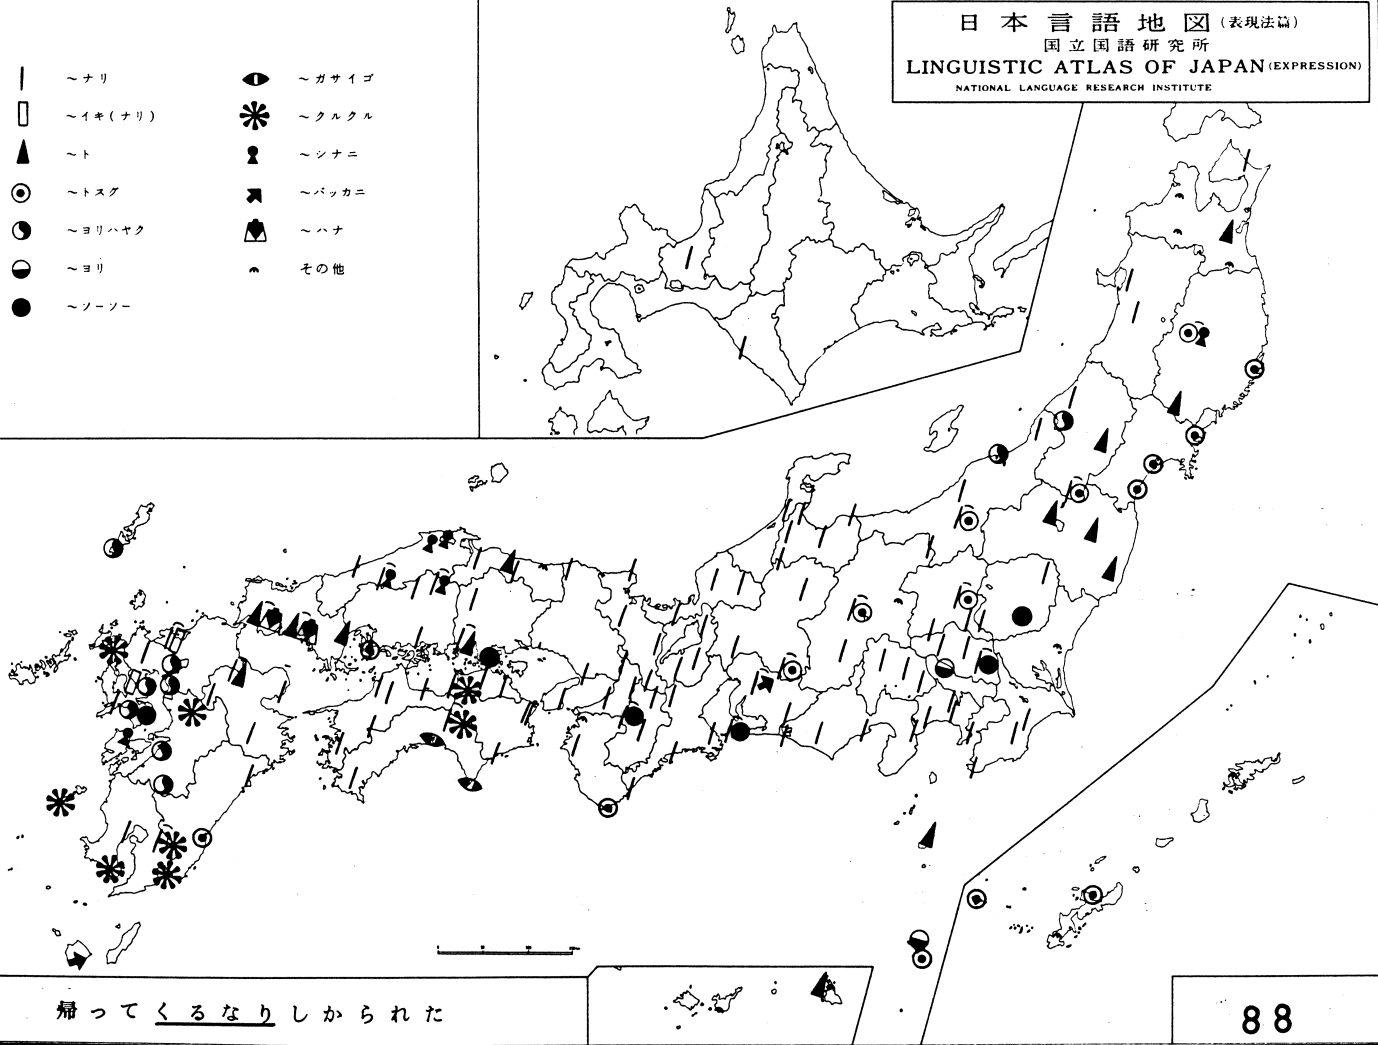 日本言語地図(表現法篇)
国立国語研究所
LINGUISTIC ATLAS OF JAPAN(EXPRESSION)
NATIONAL LANGUAGE RESEARCH INSTITUTE
〜ナリ
〜イキ(ナリ)
〜ト
〜トスグ
〜ヨリハヤク
〜ヨリ
〜ソーソー
〜ガサイゴ
〜クルクル
〜シナニ
〜バッカニ
〜ハナ
その他
帰ってくるなりしかられた
88